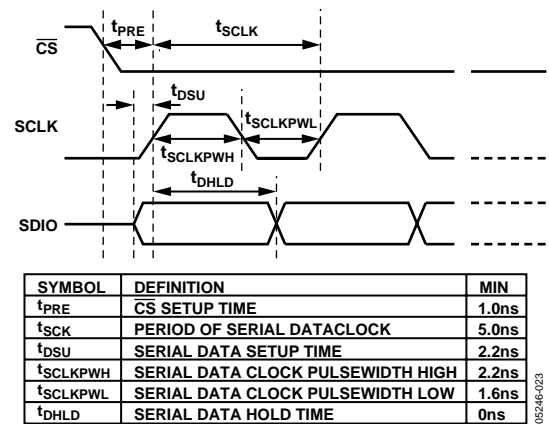 tPRE
tSCLK
CS
tDSU
SCLK
tSCLKPWL
tSCLKPWH
tDHLD
SDIO
SYMBOL DEFINITION MIN
tPRE CS SETUP TIME 1.0ns
tSCK PERIOD OF SERIAL DATACLOCK 5.0ns
tDSU SERIAL DATA SETUP TIME 2.2ns
tSCLKPWH SERIAL DATA CLOCK PULSEWIDTH HIGH 2.2ns
tSCLKPWL SERIAL DATA CLOCK PULSEWIDTH LOW 1.6ns
tDHLD SERIAL DATA HOLD TIME 0ns
05246-023